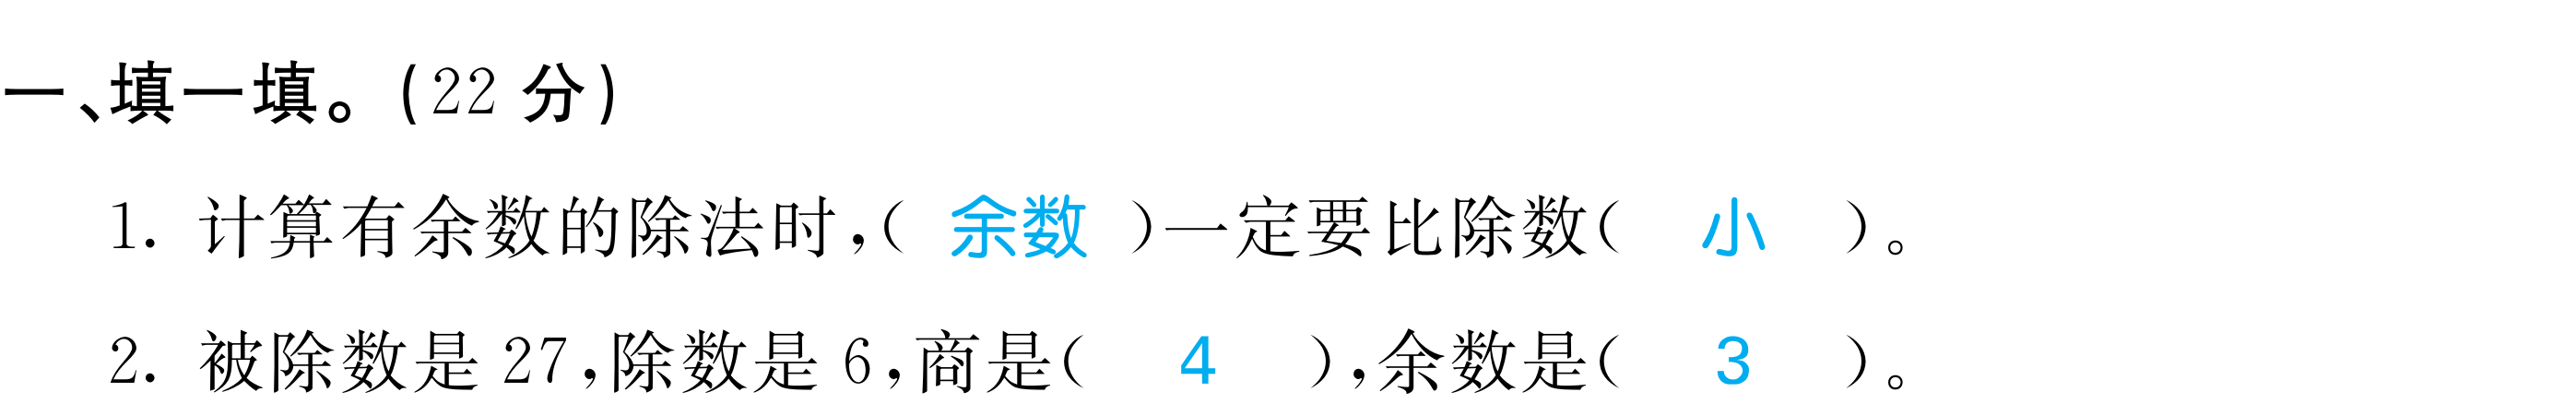 一、填一填。(22 分)
1. 计算有余数的除法时,( 余数 )一定要比除数( 小 )。
2. 被除数是 27,除数是 6,商是( 4 ),余数是( 3 )。